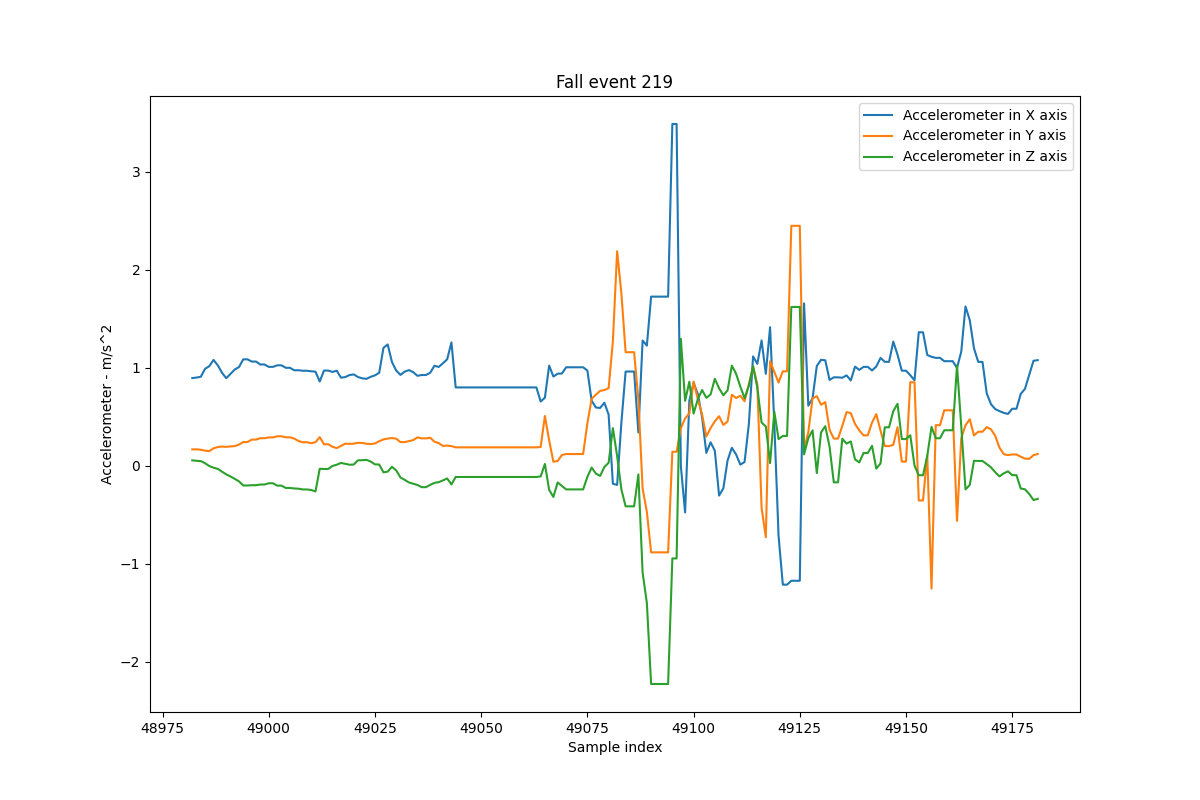 Fall event 219
Accelerometer in X axis
Accelerometer in Y axis
Accelerometer in Z axis
Accelerometer - m/s^2
3
2
1
0
−1
−2
48975 49000 49025 49050 49075 49100 49125 49150 49175
Sample index